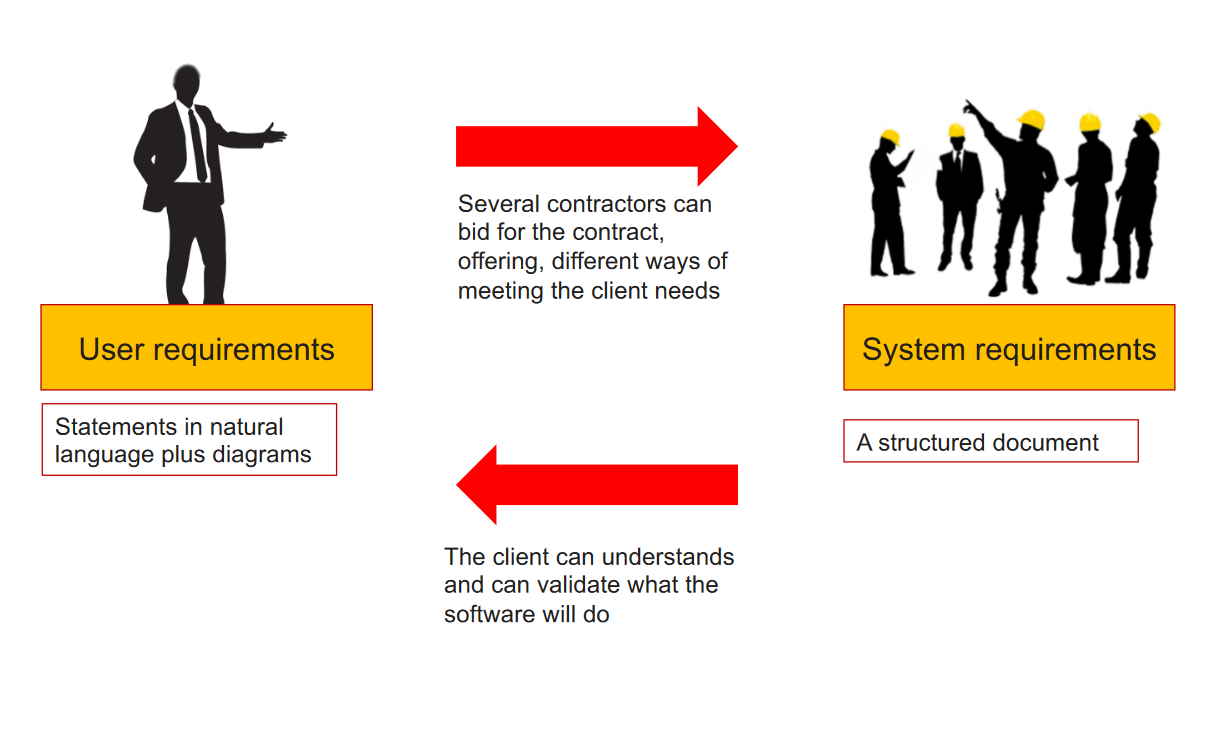 Several contractors can
bid for the contract,
offering, different ways of
meeting the client needs
User requirements
System requirements
Statements in natural
language plus diagrams
A structured document
The client can understands
and can validate what the
software will do